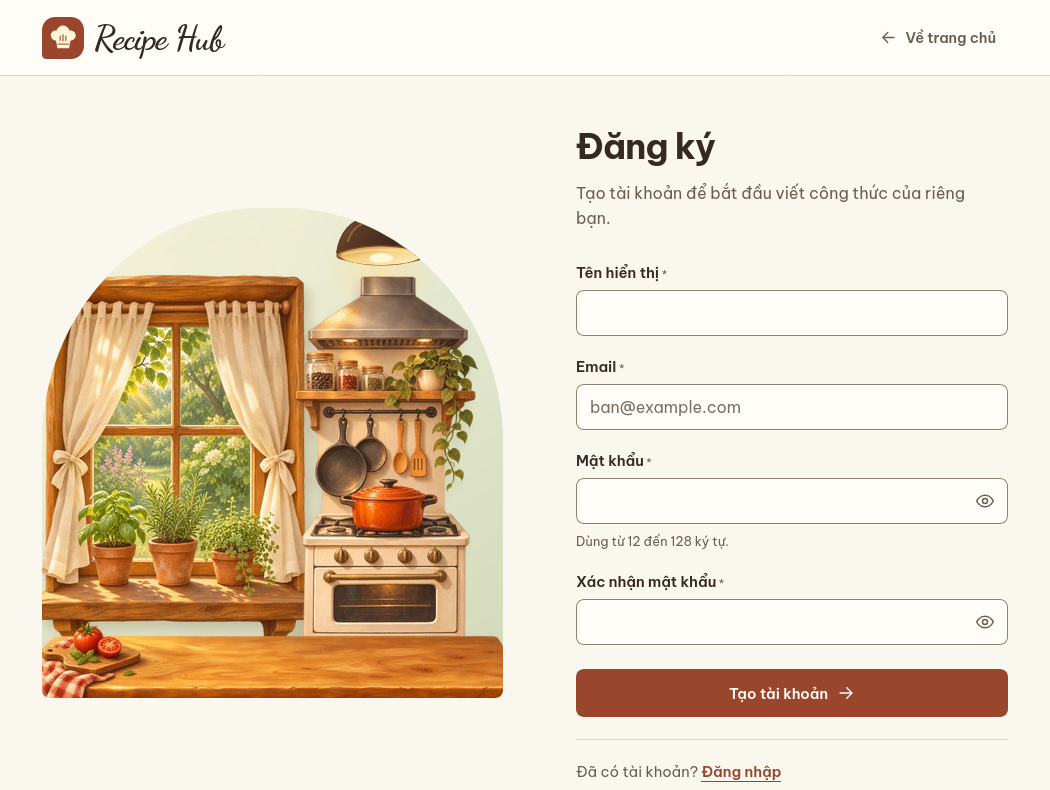 Recipe Hub
← Về trang chủ
Đăng ký
Tạo tài khoản để bắt đầu viết công thức của riêng
bạn.
Tên hiển thị *
Email *
ban@example.com
Mật khẩu *
Dùng từ 12 đến 128 ký tự.
Xác nhận mật khẩu *
Tạo tài khoản →
Đã có tài khoản? Đăng nhập